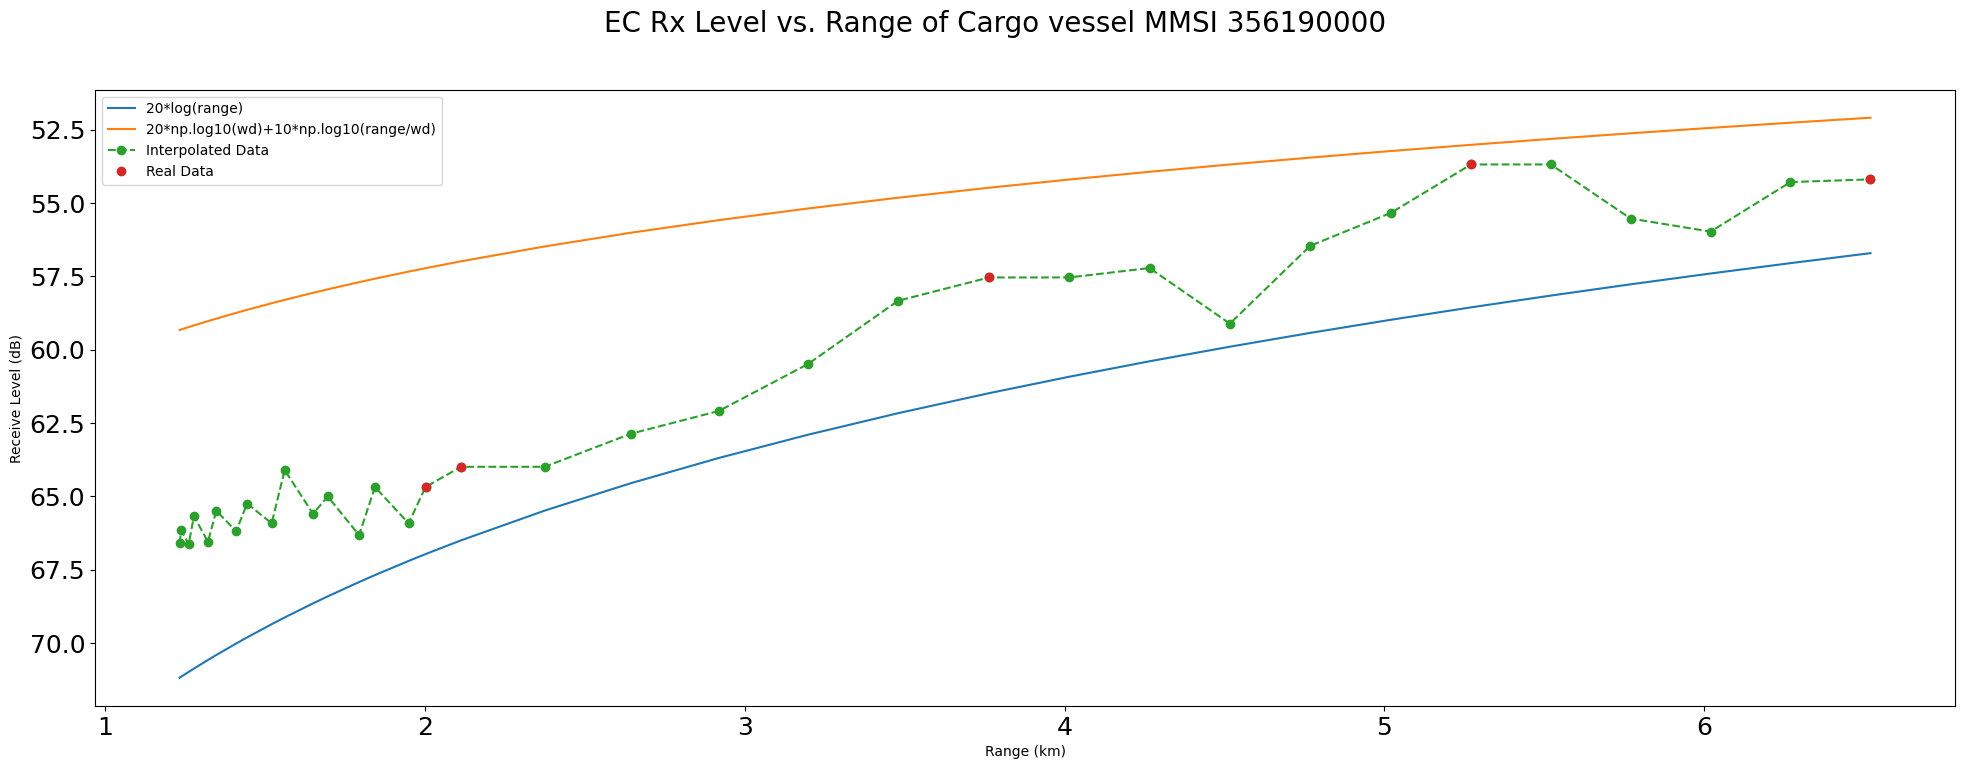 EC Rx Level vs. Range of Cargo vessel MMSI 356190000
20*log(range)
20*np.log10(wd)+10*np.log10(range/wd)
Interpolated Data
Real Data
52.5
55.0
57.5
60.0
62.5
65.0
67.5
70.0
Receive Level (dB)
1 2 3 4 5 6
Range (km)